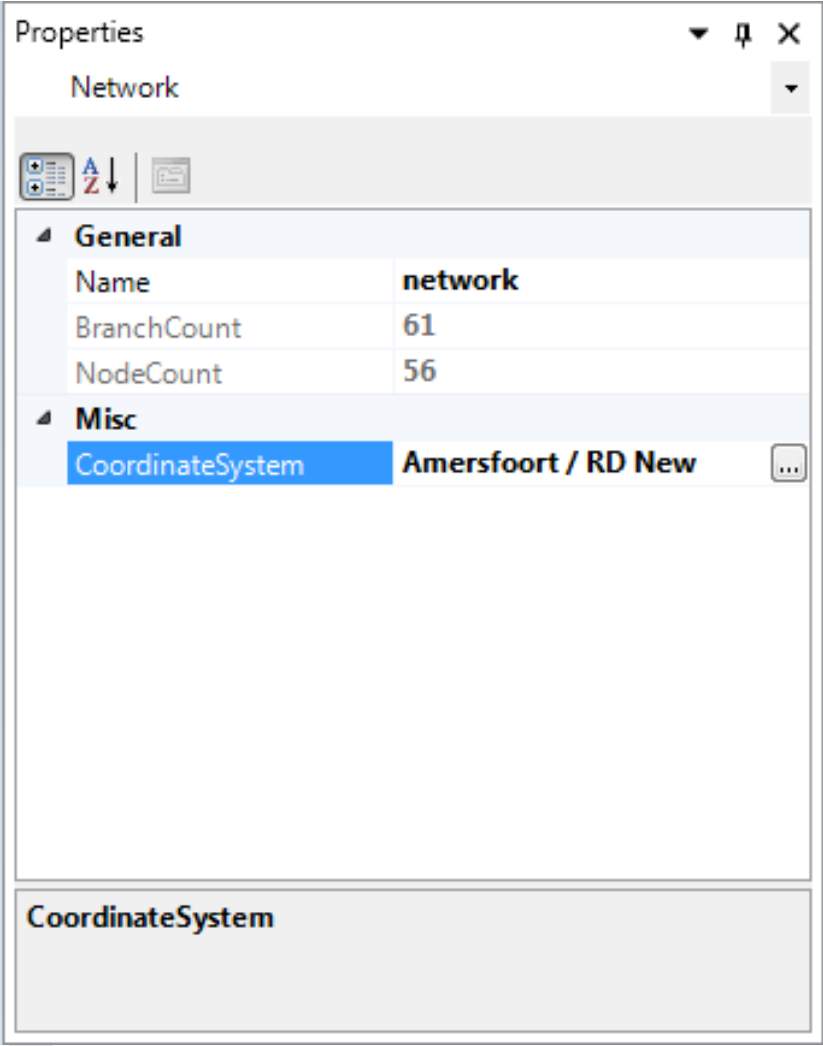 Properties
Network
A
Z
General
Name network
BranchCount 61
NodeCount 56
Misc
CoordinateSystem Amersfoort / RD New ...
CoordinateSystem